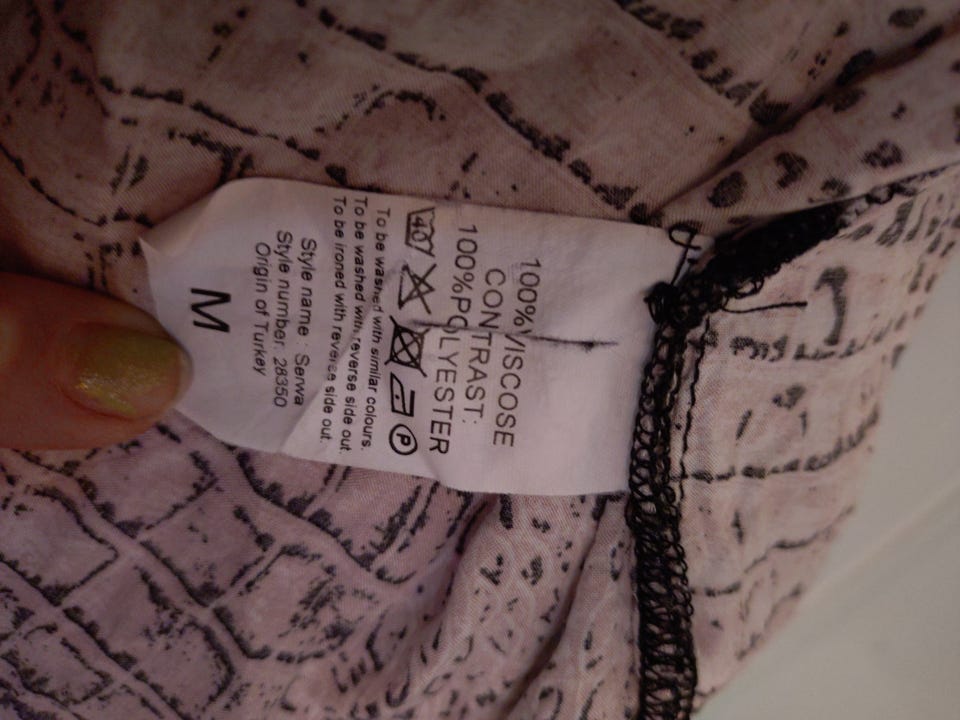 100%VISCOSE
CONTRAST:
100%POLYESTER
40 P
To be washed with similar colours.
To be washed with reverse side out.
To be ironed with reverse side out.
Style name : Serwa
Style number: 28350
Origin of Turkey
M